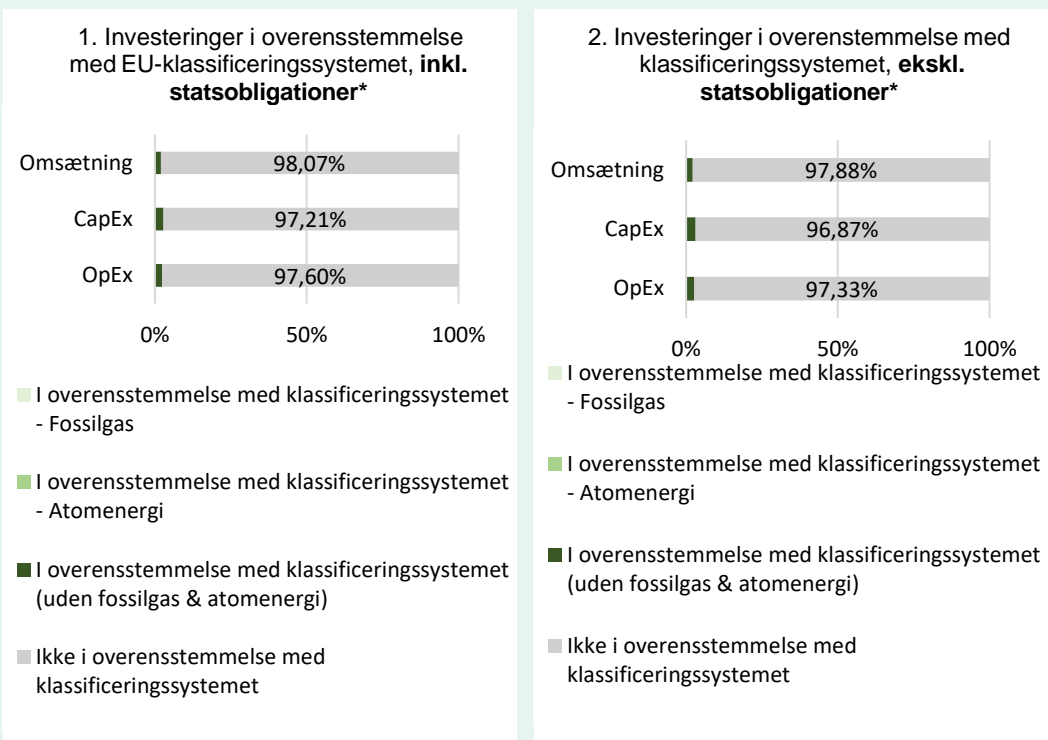 1. Investeringer i overensstemmelse
med EU-klassificeringssystemet, inkl.
statsobligationer*
Omsætning
98,07%
CapEx
97,21%
OpEx
97,60%
0%
50%
100%
I overensstemmelse med klassificeringssystemet
- Fossilgas
I overensstemmelse med klassificeringssystemet
- Atomenergi
I overensstemmelse med klassificeringssystemet
(uden fossilgas & atomenergi)
Ikke i overensstemmelse med
klassificeringssystemet
2. Investeringer i overenstemmelse med
klassificeringssystemet, ekskl.
statsobligationer*
Omsætning
97,88%
CapEx
96,87%
OpEx
97,33%
0%
50%
100%
I overensstemmelse med klassificeringssystemet
- Fossilgas
I overensstemmelse med klassificeringssystemet
- Atomenergi
I overensstemmelse med klassificeringssystemet
(uden fossilgas & atomenergi)
Ikke i overensstemmelse med
klassificeringssystemet